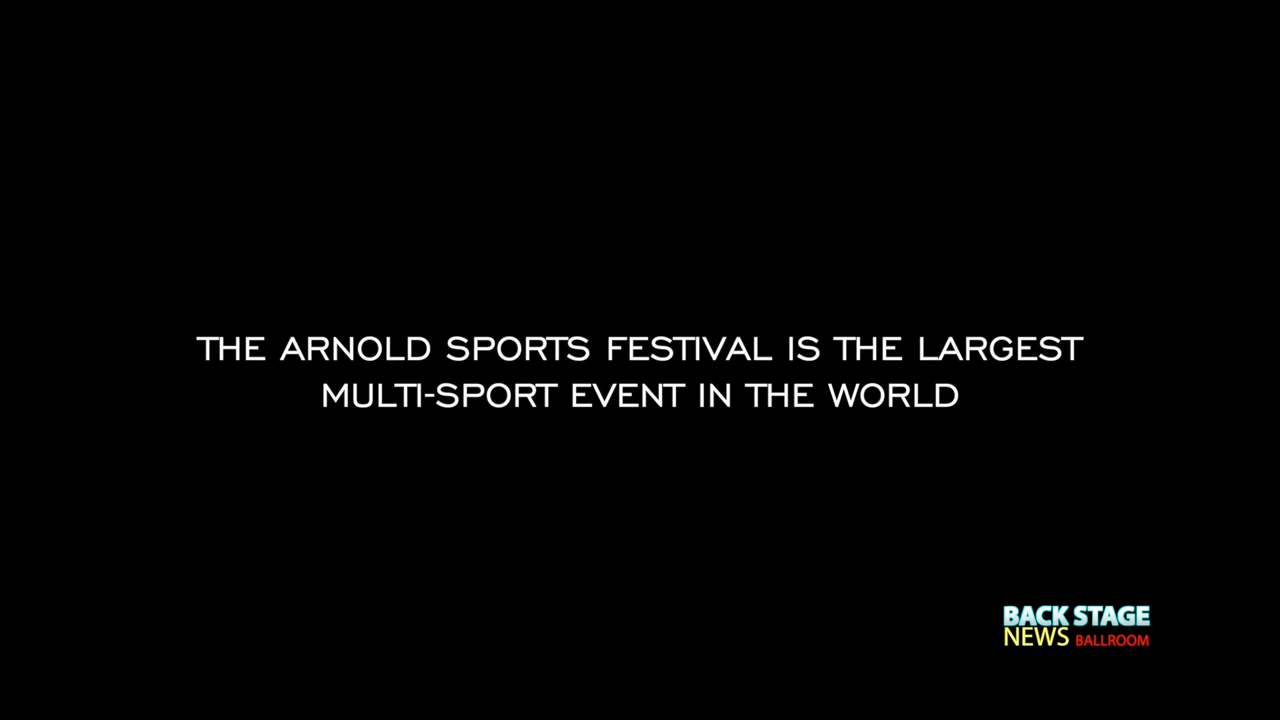 THE ARNOLD SPORTS FESTIVAL IS THE LARGEST
MULTI-SPORT EVENT IN THE WORLD
BACK STAGE
NEWS BALLROOM